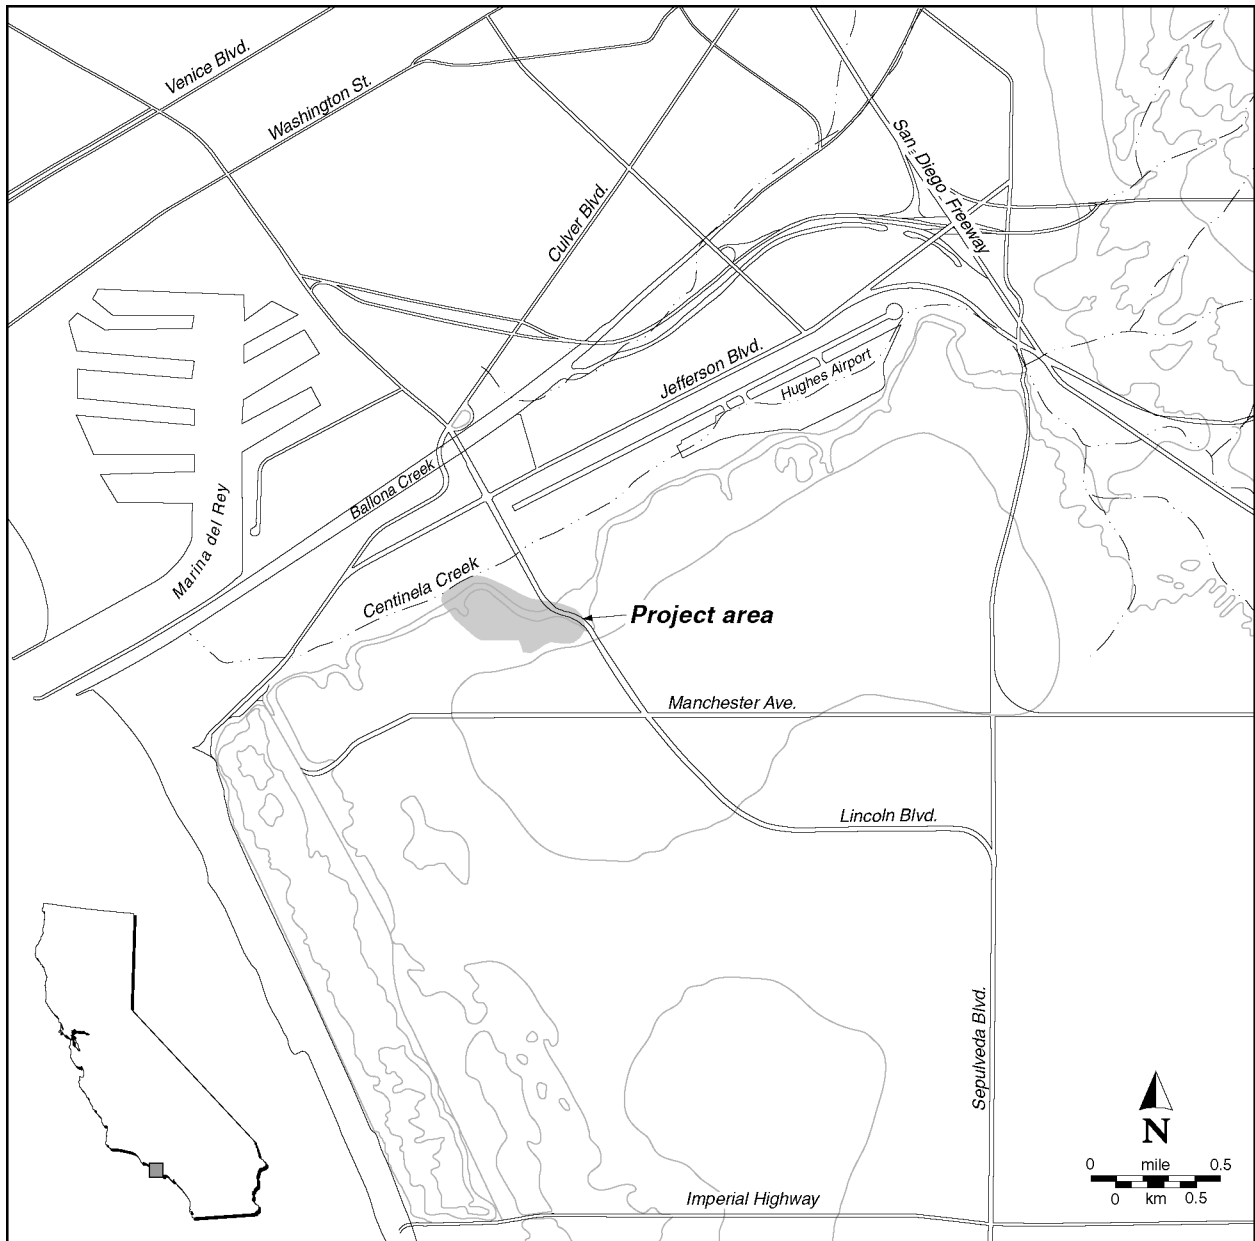 Venice Blvd.
Washington St.
San Diego Freeway
Culver Blvd.
Jefferson Blvd.
Hughes Airport
Ballona Creek
Marina del Rey
Centinela Creek
Project area
Manchester Ave.
Lincoln Blvd.
Sepulveda Blvd.
N
0 mile 0.5
0 km 0.5
Imperial Highway